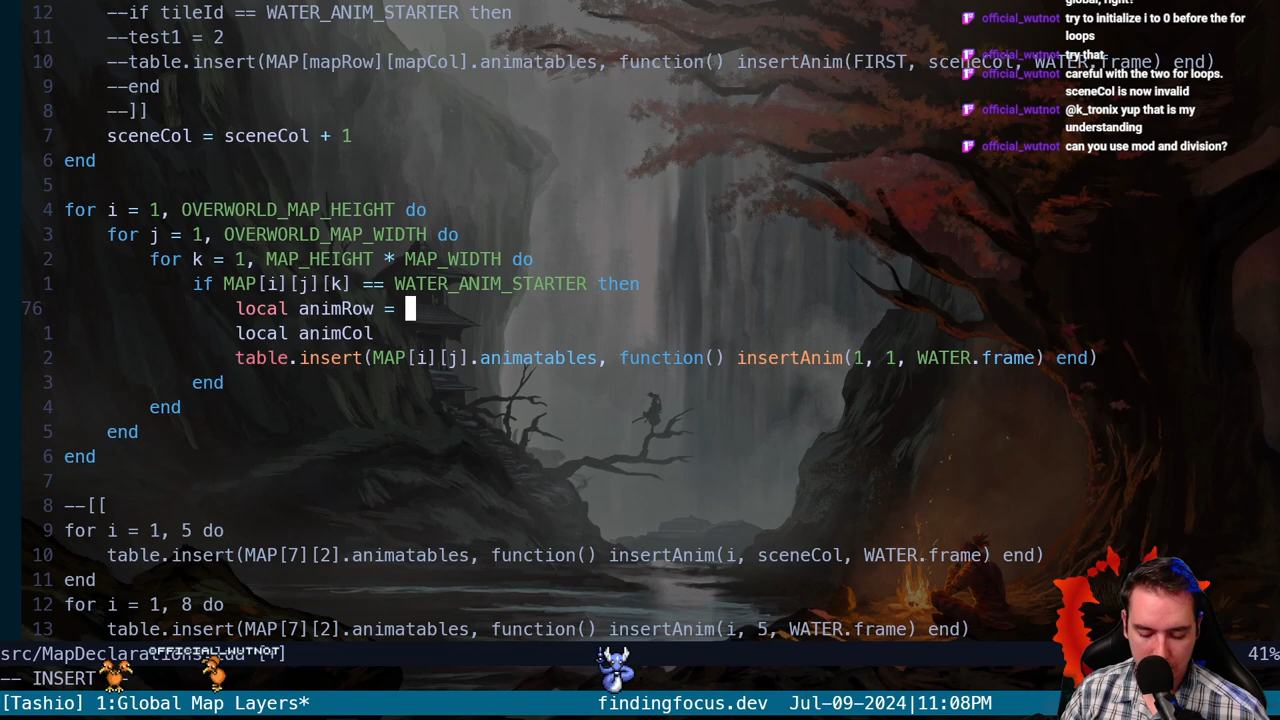 12 --if tileId == WATER_ANIM_STARTER then
11 --test1 = 2
10 --table.insert(MAP[mapRow][mapCol].animatables, function() insertAnim(FIRST, sceneCol, WATER.frame) end)
9 --end
8 --]]
7 sceneCol = sceneCol + 1
6 end
5
4 for i = 1, OVERWORLD_MAP_HEIGHT do
3 for j = 1, OVERWORLD_MAP_WIDTH do
2 for k = 1, MAP_HEIGHT * MAP_WIDTH do
1 if MAP[i][j][k] == WATER_ANIM_STARTER then
76 local animRow =
1 local animCol
2 table.insert(MAP[i][j].animatables, function() insertAnim(1, 1, WATER.frame) end)
3 end
4 end
5 end
6 end
7
8 --[[
9 for i = 1, 5 do
10 table.insert(MAP[7][2].animatables, function() insertAnim(i, sceneCol, WATER.frame) end)
11 end
12 for i = 1, 8 do
13 table.insert(MAP[7][2].animatables, function() insertAnim(i, 5, WATER.frame) end)
global, right?
official_wutnot try to initialize i to 0 before the for
loops
official_wutnot try that
official_wutnot careful with the two for loops.
sceneCol is now invalid
official_wutnot @k_tronix yup that is my
understanding
official_wutnot can you use mod and division?
OFFICIAL_WUTNOT
src/MapDeclarations.lua [+] 41%
-- INSERT
[Tashio] 1:Global Map Layers* findingfocus.dev Jul-09-2024|11:08PM